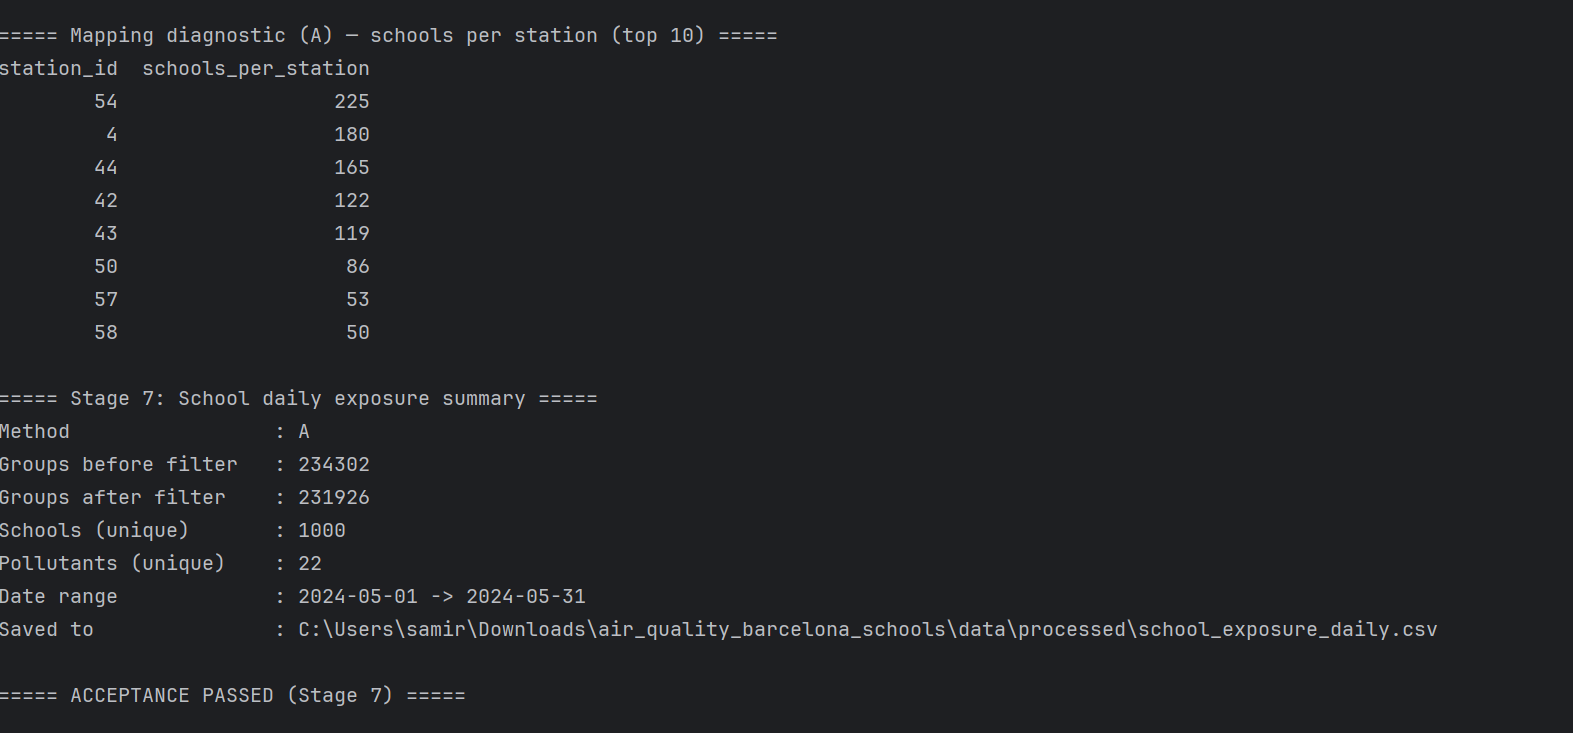 ===== Mapping diagnostic (A) — schools per station (top 10) =====
station_id  schools_per_station
        54                  225
         4                  180
        44                  165
        42                  122
        43                  119
        50                   86
        57                   53
        58                   50

===== Stage 7: School daily exposure summary =====
Method                 : A
Groups before filter   : 234302
Groups after filter    : 231926
Schools (unique)       : 1000
Pollutants (unique)    : 22
Date range             : 2024-05-01 -> 2024-05-31
Saved to               : C:\Users\samir\Downloads\air_quality_barcelona_schools\data\processed\school_exposure_daily.csv

===== ACCEPTANCE PASSED (Stage 7) =====